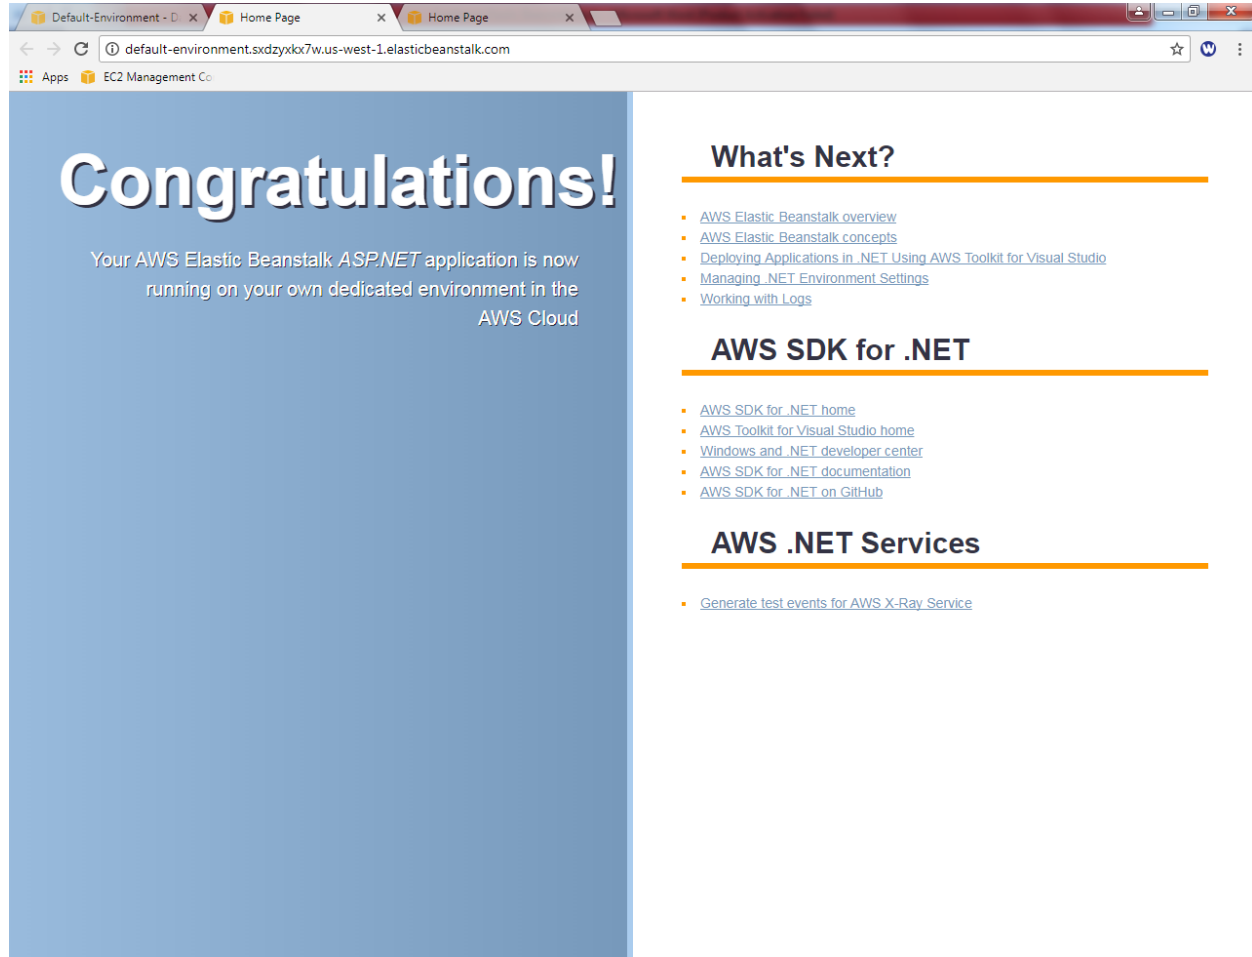 Default-Environment - D
Home Page
Home Page
default-environment.sxdzyxkx7w.us-west-1.elasticbeanstalk.com
Apps
EC2 Management Co
Congratulations!
Your AWS Elastic Beanstalk ASP.NET application is now
running on your own dedicated environment in the
AWS Cloud
What's Next?
AWS Elastic Beanstalk overview
AWS Elastic Beanstalk concepts
Deploying Applications in .NET Using AWS Toolkit for Visual Studio
Managing .NET Environment Settings
Working with Logs
AWS SDK for .NET
AWS SDK for .NET home
AWS Toolkit for Visual Studio home
Windows and .NET developer center
AWS SDK for .NET documentation
AWS SDK for .NET on GitHub
AWS .NET Services
Generate test events for AWS X-Ray Service